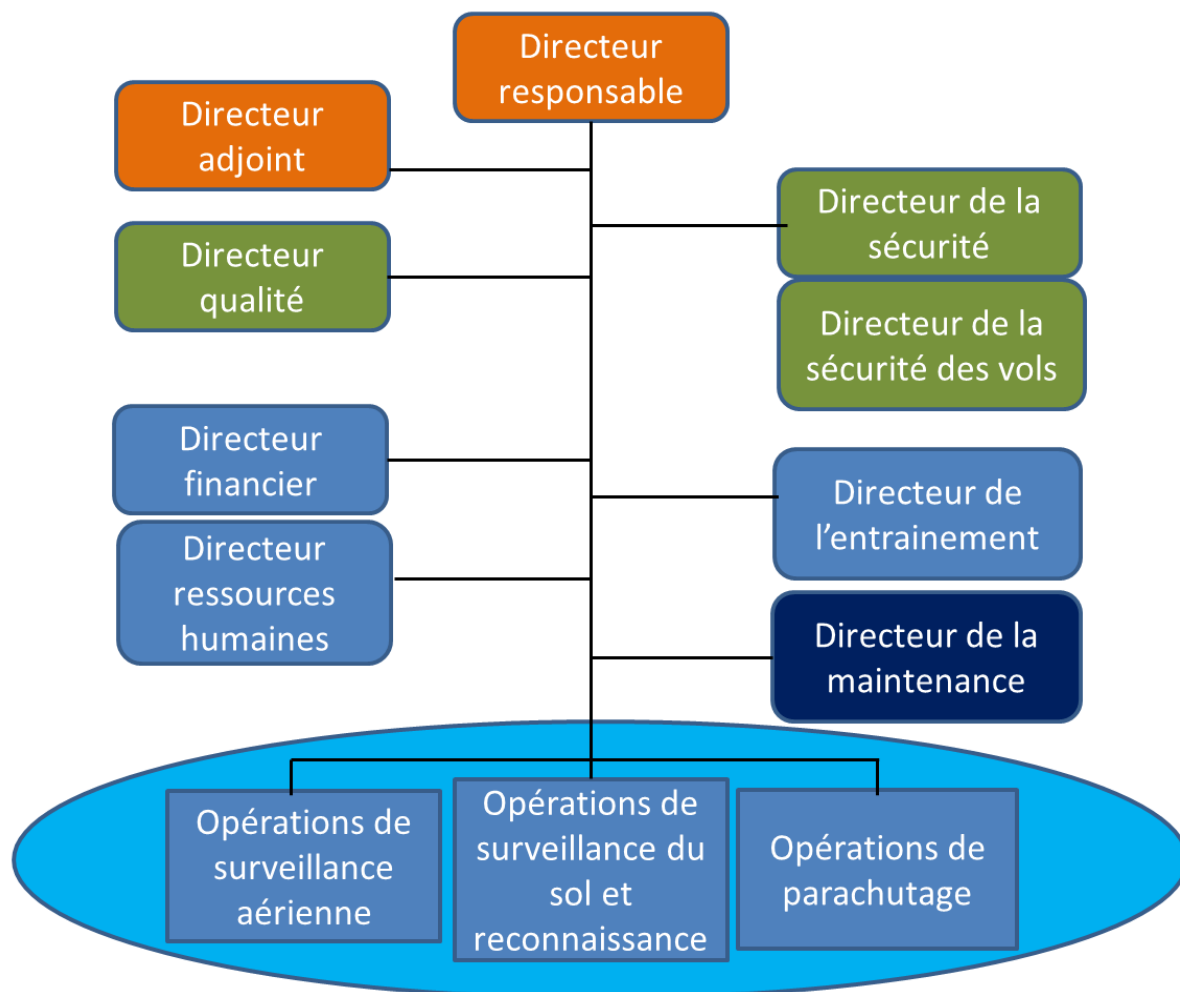 Directeur
responsable
Directeur
adjoint
Directeur de la
sécurité
Directeur
qualité
Directeur de la
sécurité des vols
Directeur
financier
Directeur de
l’entrainement
Directeur
ressources
humaines
Directeur de la
maintenance
Opérations de
surveillance
aérienne
Opérations de
surveillance du
sol et
reconnaissance
Opérations de
parachutage